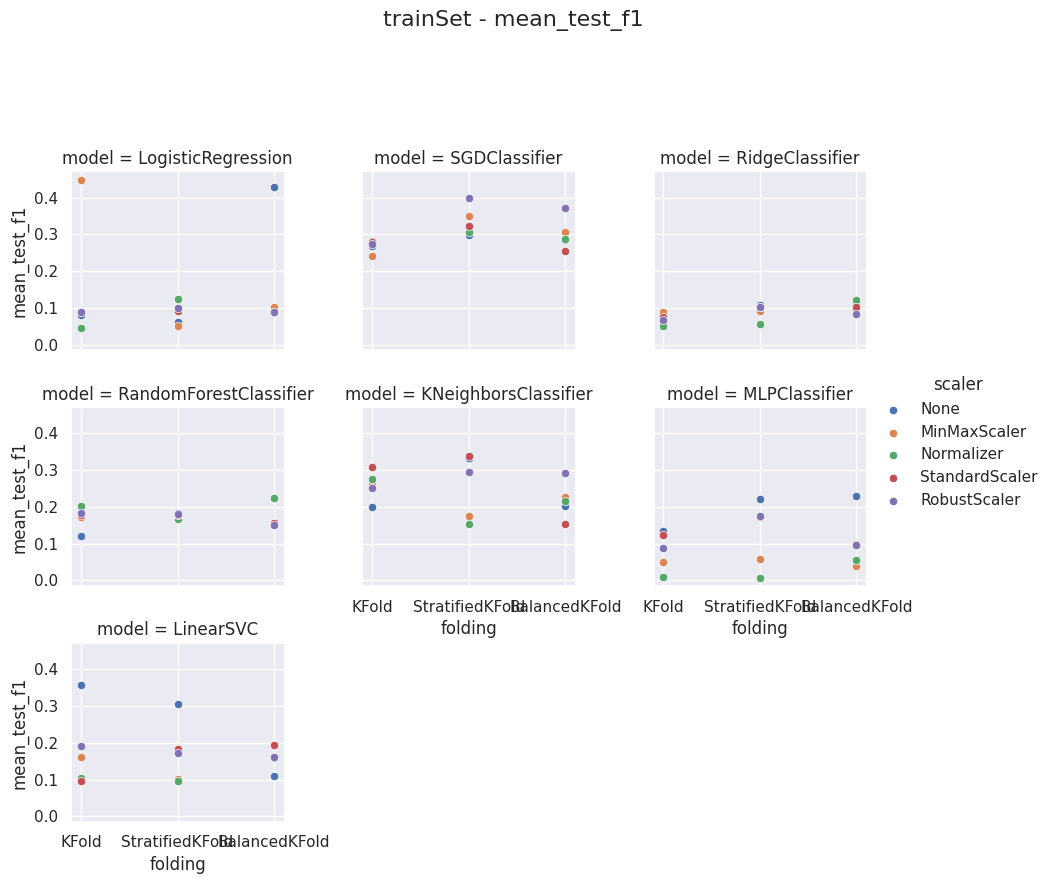 trainSet - mean_test_f1
model = LogisticRegression
model = SGDClassifier
model = RidgeClassifier
mean_test_f1
0.4
0.3
0.2
0.1
0.0
model = RandomForestClassifier
model = KNeighborsClassifier
model = MLPClassifier
mean_test_f1
0.4
0.3
0.2
0.1
0.0
KFold StratifiedKFold BalancedKFold
folding
KFold StratifiedKFold BalancedKFold
folding
scaler
None
MinMaxScaler
Normalizer
StandardScaler
RobustScaler
model = LinearSVC
mean_test_f1
0.4
0.3
0.2
0.1
0.0
KFold StratifiedKFold BalancedKFold
folding